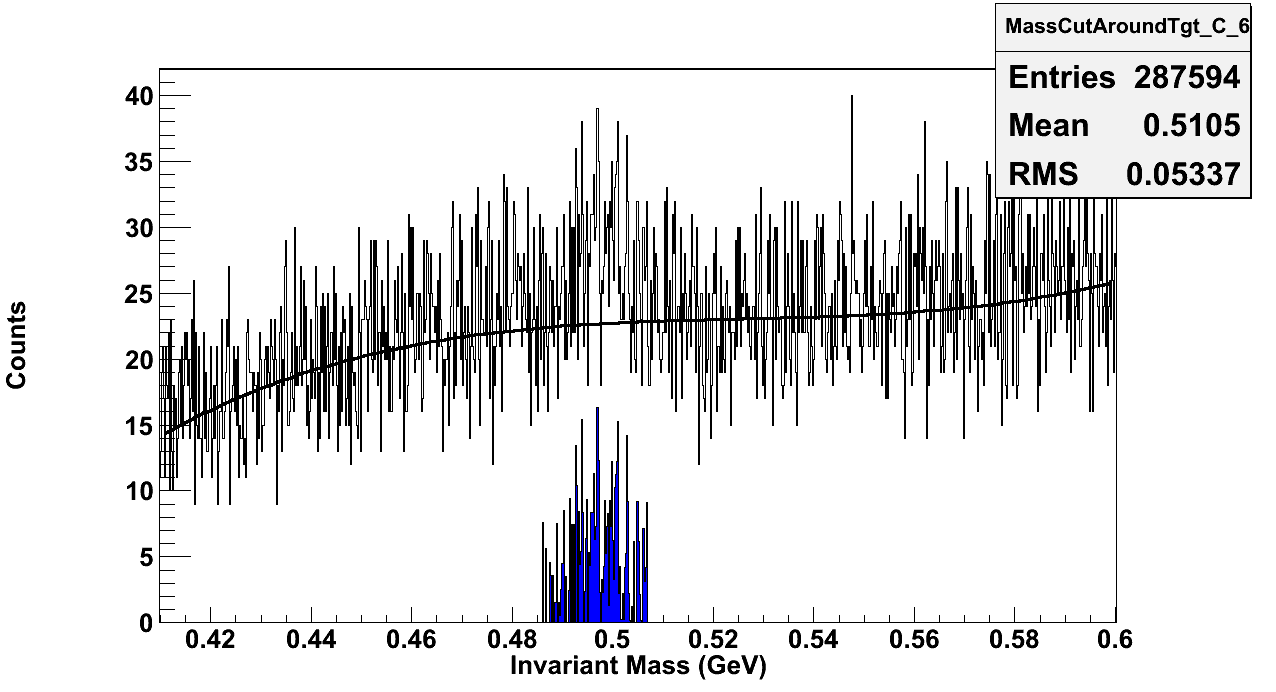 MassCutAroundTgt_C_6
Entries 287594
Mean 0.5105
RMS 0.05337
Counts
40
35
30
25
20
15
10
5
0
0.42 0.44 0.46 0.48 0.5 0.52 0.54 0.56 0.58 0.6
Invariant Mass (GeV)